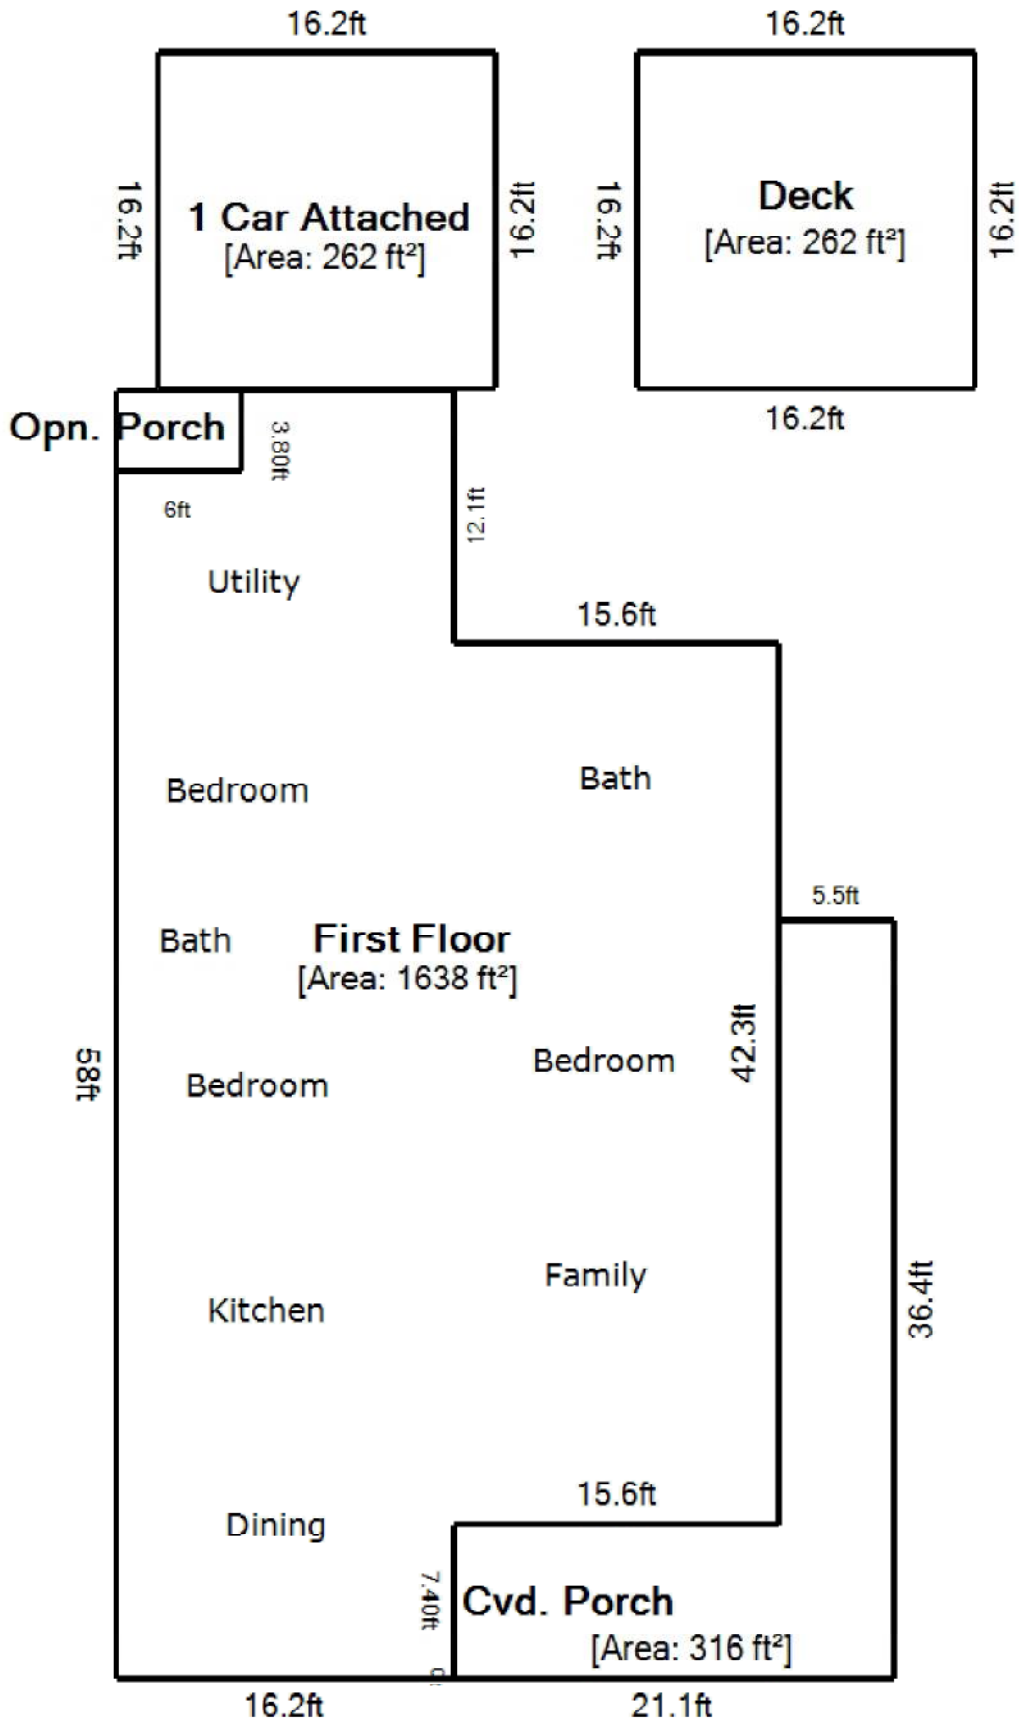 16.2ft
16.2ft
16.2ft
1 Car Attached
[Area: 262 ft²]
16.2ft
16.2ft
Deck
[Area: 262 ft²]
16.2ft
16.2ft
Opn. Porch
3.80ft
6ft
12.1ft
Utility
15.6ft
Bedroom
Bath
5.5ft
Bath
First Floor
[Area: 1638 ft²]
42.3ft
58ft
Bedroom
Bedroom
36.4ft
Family
Kitchen
15.6ft
Dining
7.40ft
Cvd. Porch
[Area: 316 ft²]
16.2ft
21.1ft